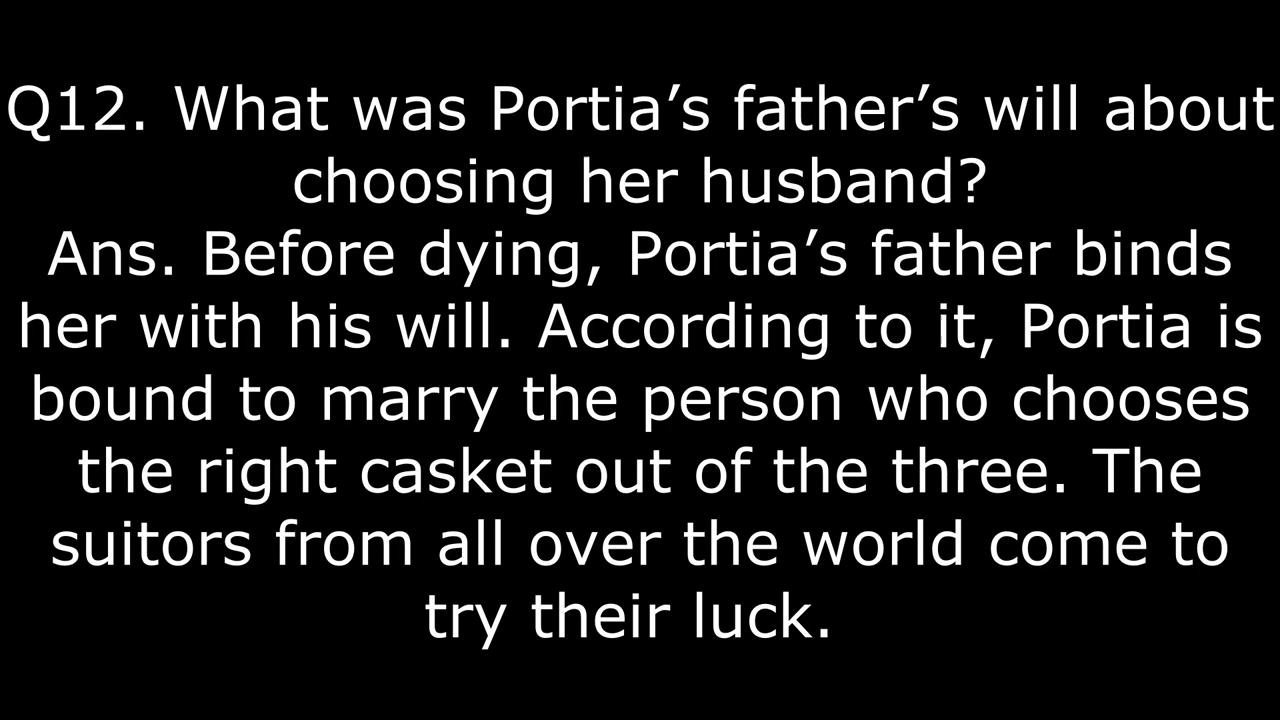 Q12. What was Portia’s father’s will about
choosing her husband?
Ans. Before dying, Portia’s father binds
her with his will. According to it, Portia is
bound to marry the person who chooses
the right casket out of the three. The
suitors from all over the world come to
try their luck.